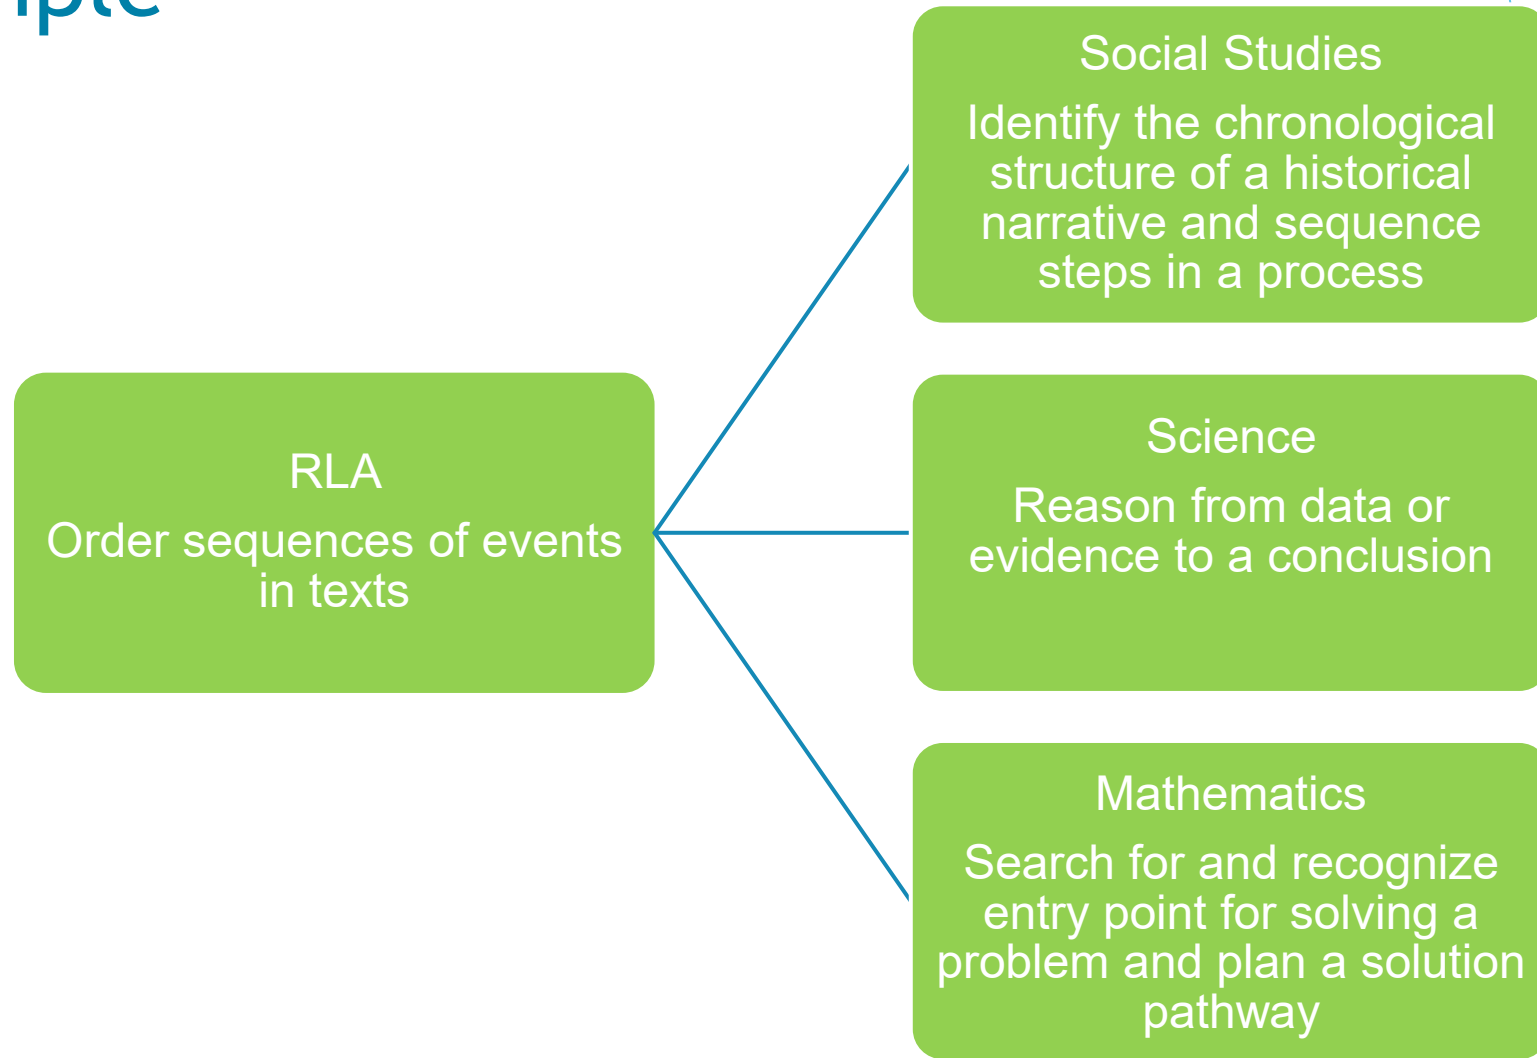 RLA
Order sequences of events
in texts
Social Studies
Identify the chronological
structure of a historical
narrative and sequence
steps in a process
Science
Reason from data or
evidence to a conclusion
Mathematics
Search for and recognize
entry point for solving a
problem and plan a solution
pathway